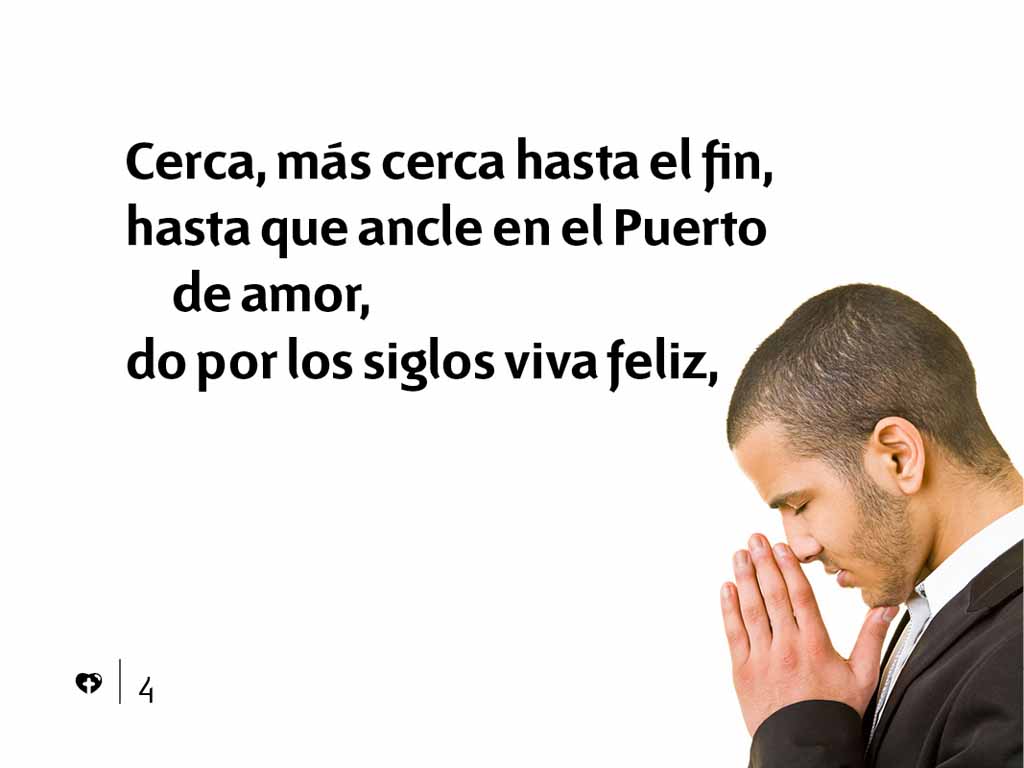 Cerca, más cerca hasta el fin,
hasta que ancle en el Puerto
de amor,
do por los siglos viva feliz,
4